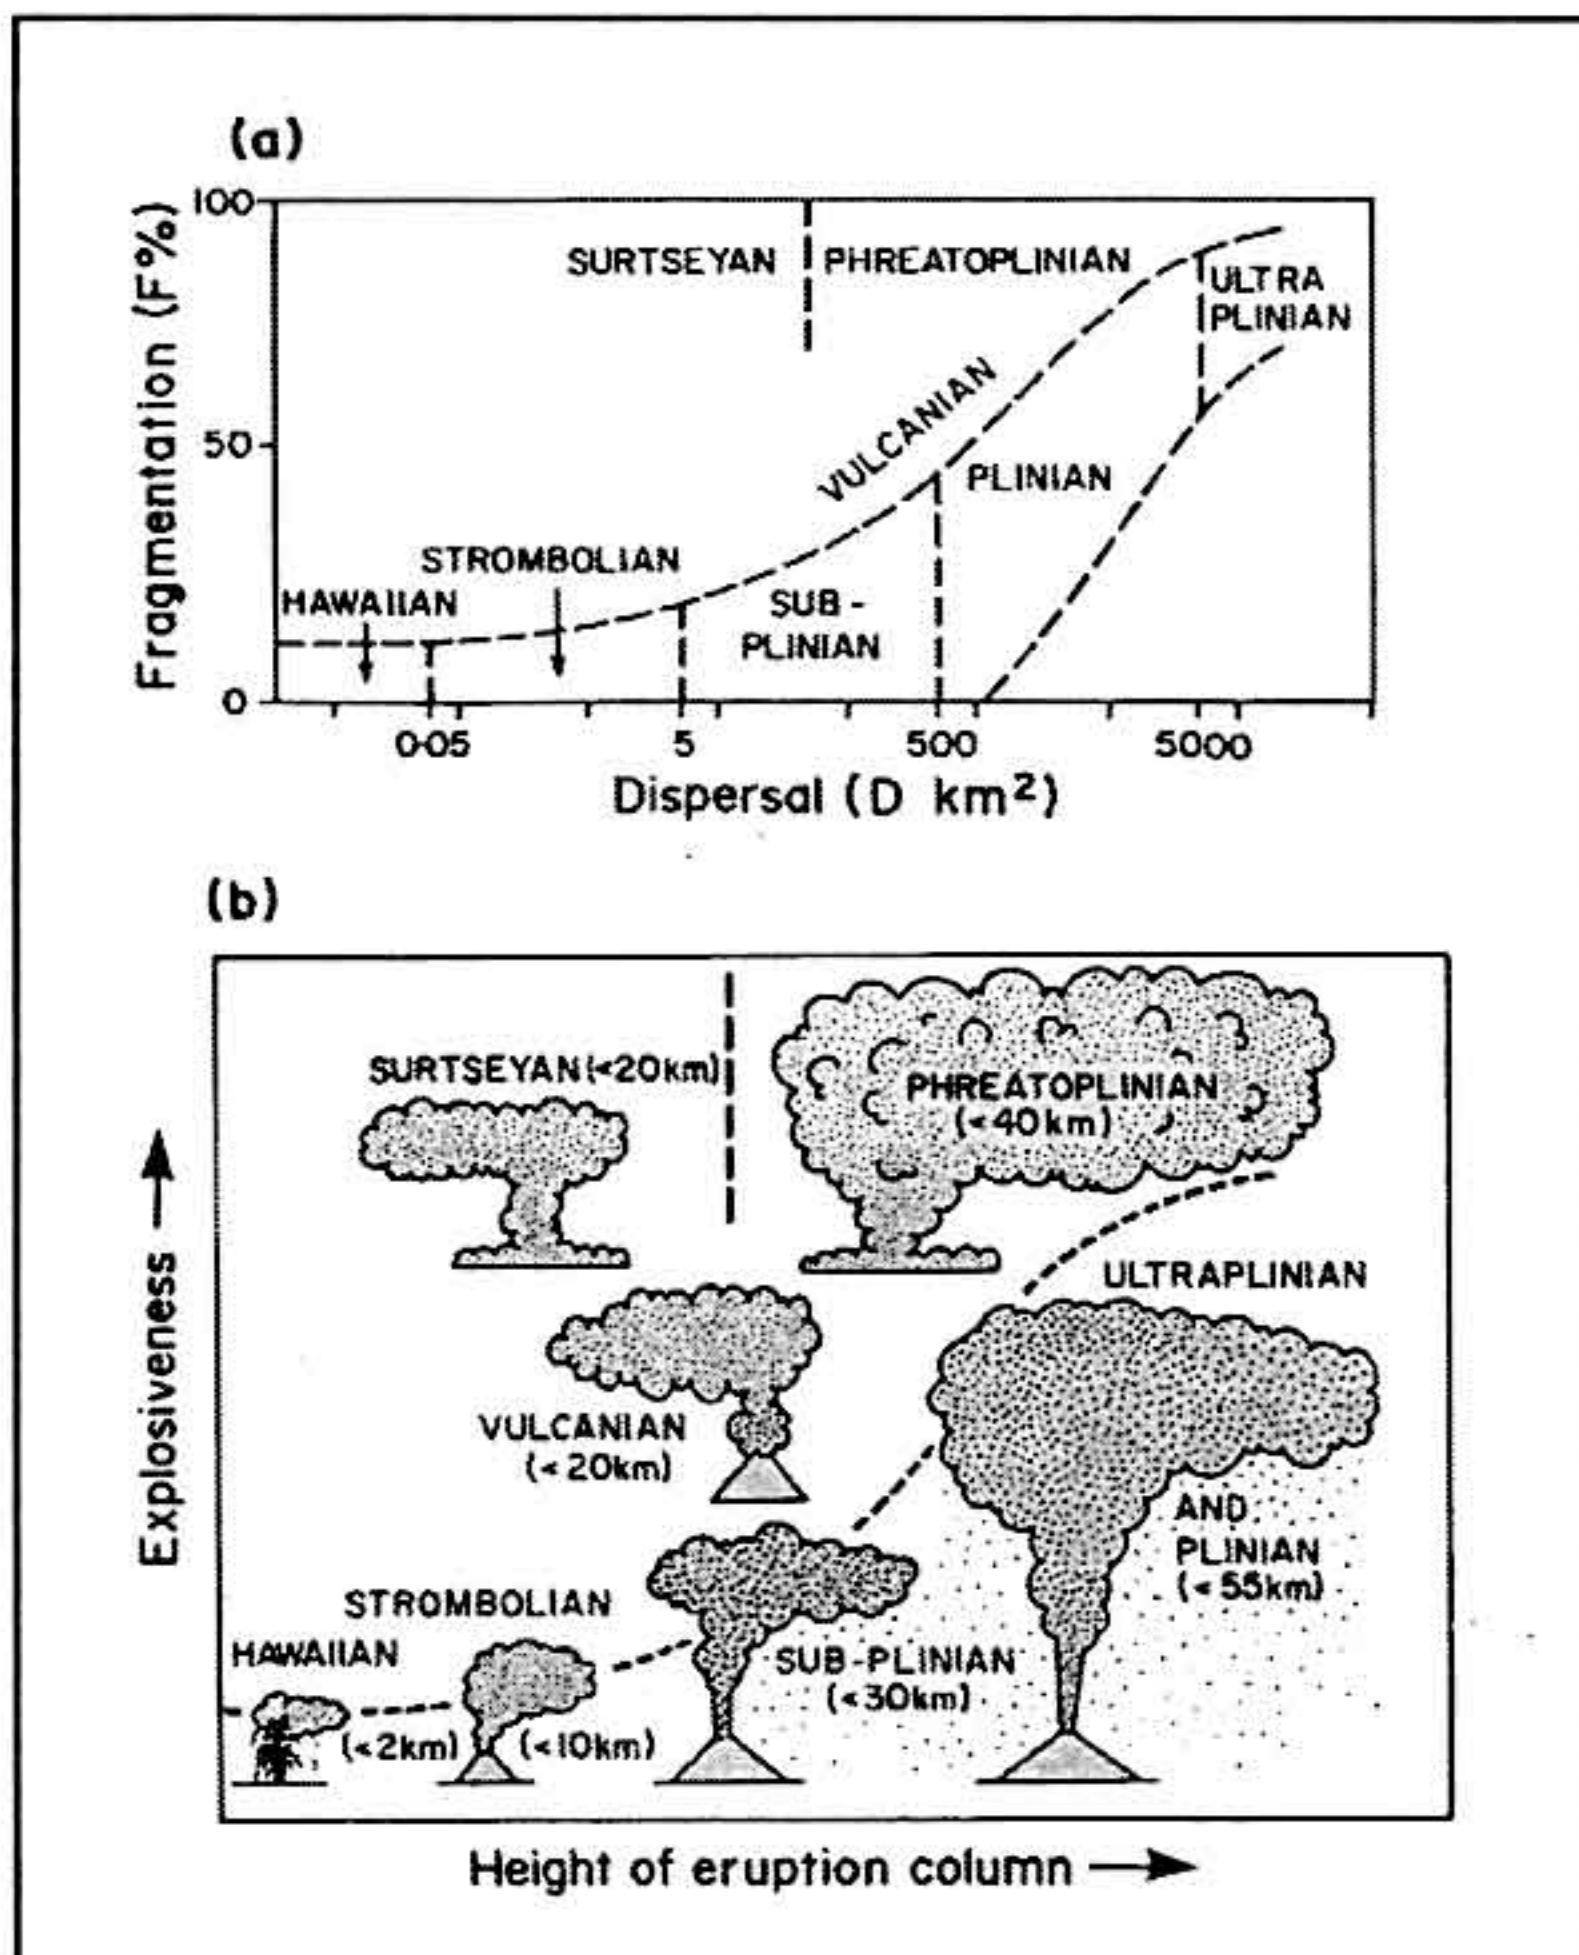 (a)
100
SURTSEYAN
PHREATOPLINIAN
ULTRA
PLINIAN
VULCANIAN
50
PLINIAN
STROMBOLIAN
HAWAIIAN
SUB-
PLINIAN
0
Fragmentation (F%)
0·05 5 500 5000
Dispersal (D km²)
(b)
SURTSEYAN (<20km)
PHREATOPLINIAN
(<40km)
ULTRAPLINIAN
VULCANIAN
(<20km)
AND
PLINIAN
(<55km)
STROMBOLIAN
HAWAIIAN
SUB-PLINIAN
(<30km)
(<2km)
(<10km)
Explosiveness
Height of eruption column